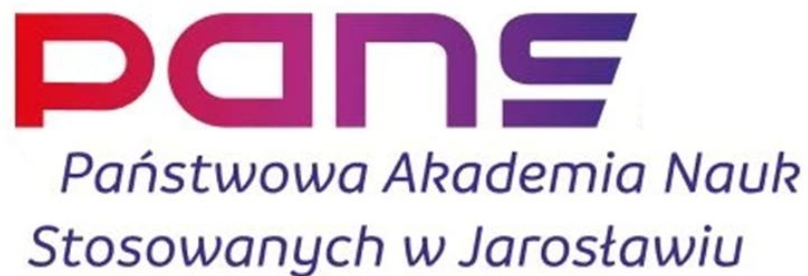 pans
Państwowa Akademia Nauk
Stosowanych w Jarosławiu